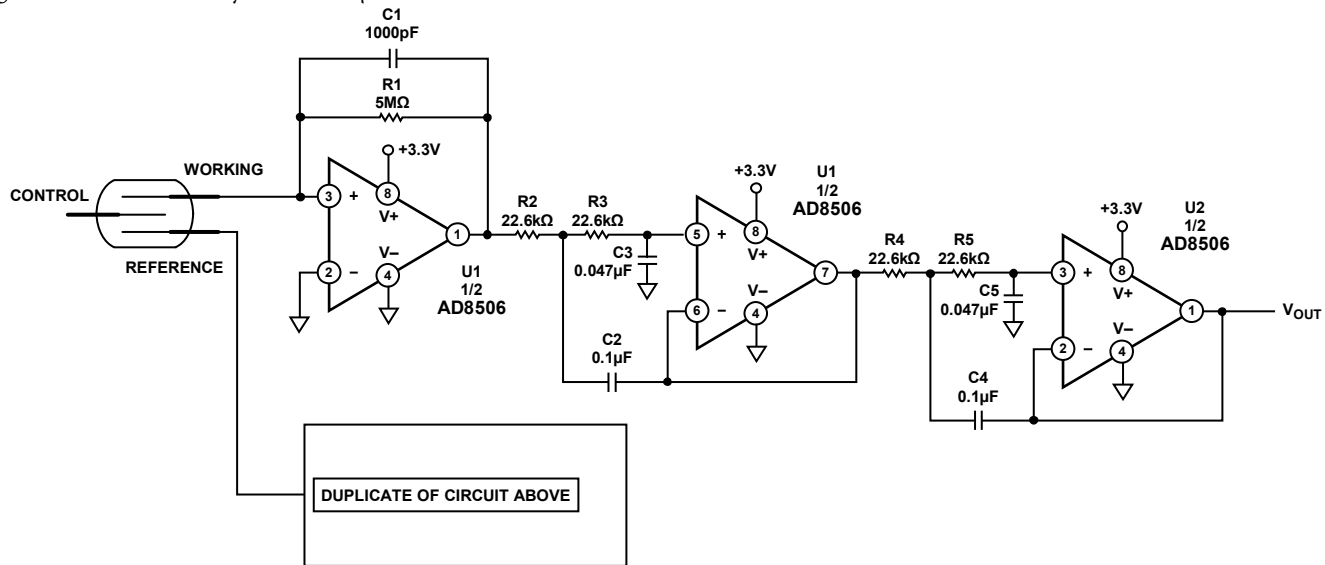 C1
1000pF
R1
5MΩ
+3.3V
WORKING
CONTROL
REFERENCE
3
+
8
V+
1
2
−
V−
4
U1
1/2
AD8506
R2
22.6kΩ
R3
22.6kΩ
C3
0.047µF
C2
0.1µF
+3.3V
U1
1/2
AD8506
5
+
8
V+
7
6
−
V−
4
R4
22.6kΩ
R5
22.6kΩ
C5
0.047µF
C4
0.1µF
+3.3V
U2
1/2
AD8506
3
+
8
V+
1
2
−
V−
4
VOUT
DUPLICATE OF CIRCUIT ABOVE